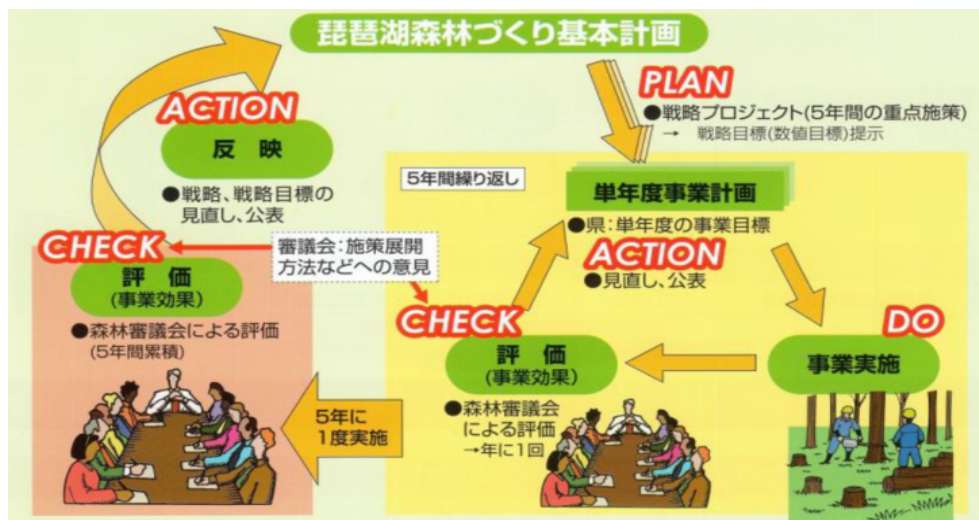 琵琶湖森林づくり基本計画
PLAN
●戦略プロジェクト(5年間の重点施策)
→ 戦略目標(数値目標)提示
ACTION
反 映
●戦略、戦略目標の
見直し、公表
5年間繰り返し
単年度事業計画
●県:単年度の事業目標
ACTION
●見直し、公表
審議会:施策展開
方法などへの意見
CHECK
評 価
(事業効果)
●森林審議会による評価
(5年間累積)
CHECK
評 価
(事業効果)
●森林審議会
による評価
→年に1回
DO
事業実施
5年に
1度実施